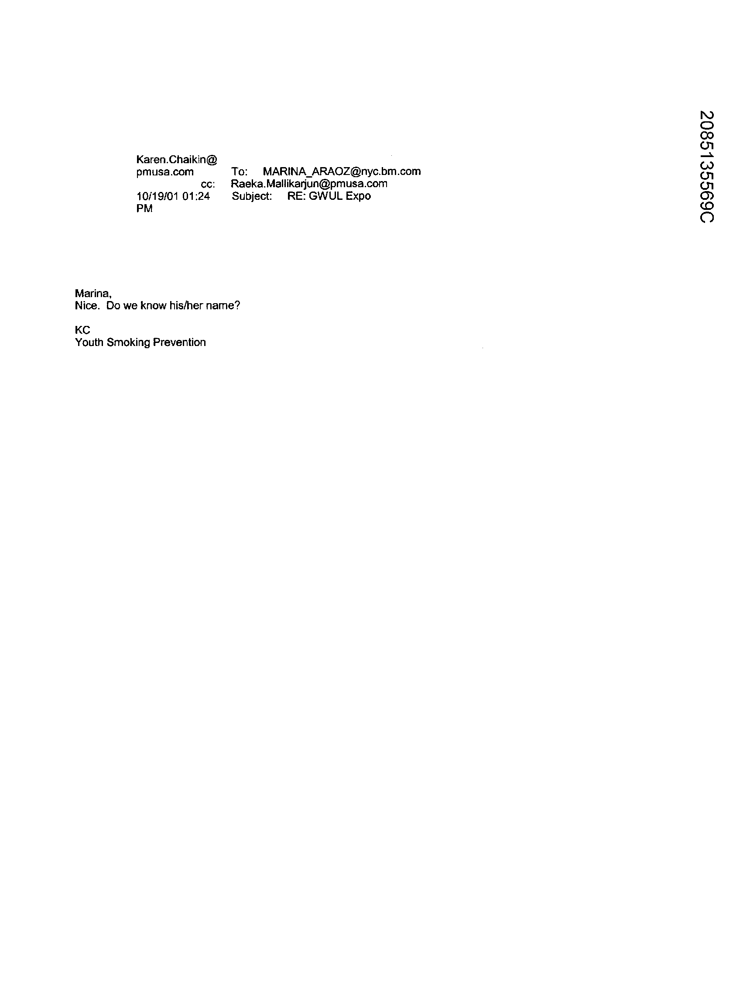 Karen.Chaikin@
pmusa.com To: MARINA_ARAOZ@nyc.bm.com
cc: Raeka.Mallikarjun@pmusa.com
10/19/01 01:24 Subject: RE: GWUL Expo
PM
Marina,
Nice. Do we know his/her name?
KC
Youth Smoking Prevention
2085135569C